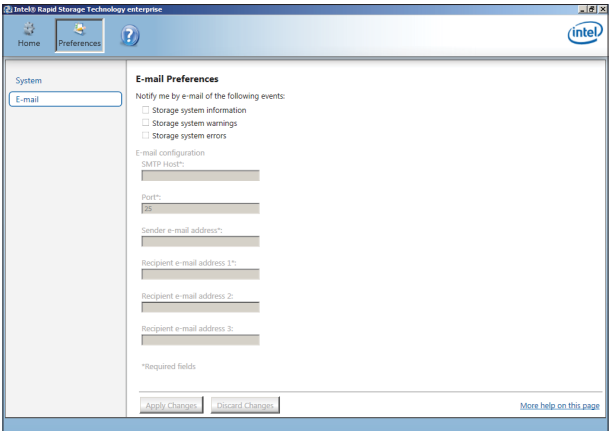 Intel® Rapid Storage Technology enterprise
Home
Preferences
?
intel
System
E-mail
E-mail Preferences
Notify me by e-mail of the following events:
Storage system information
Storage system warnings
Storage system errors
E-mail configuration
SMTP Host*:
Port*:
25
Sender e-mail address*:
Recipient e-mail address 1*:
Recipient e-mail address 2:
Recipient e-mail address 3:
*Required fields
Apply Changes
Discard Changes
More help on this page